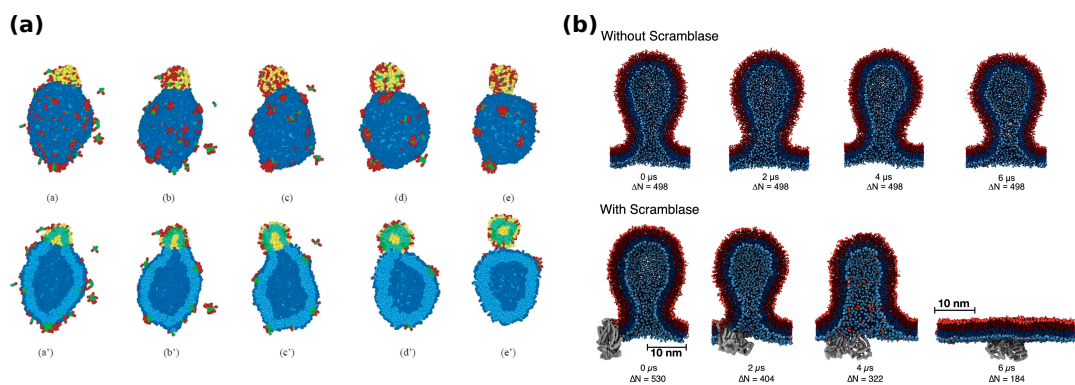 (a)
(a) (b) (c) (d) (e)
(a') (b') (c') (d') (e')
(b)
Without Scramblase
0 µs 2 µs 4 µs 6 µs
ΔN = 498 ΔN = 498 ΔN = 498 ΔN = 498
With Scramblase
10 nm
10 nm
0 µs 2 µs 4 µs 6 µs
ΔN = 530 ΔN = 404 ΔN = 322 ΔN = 184